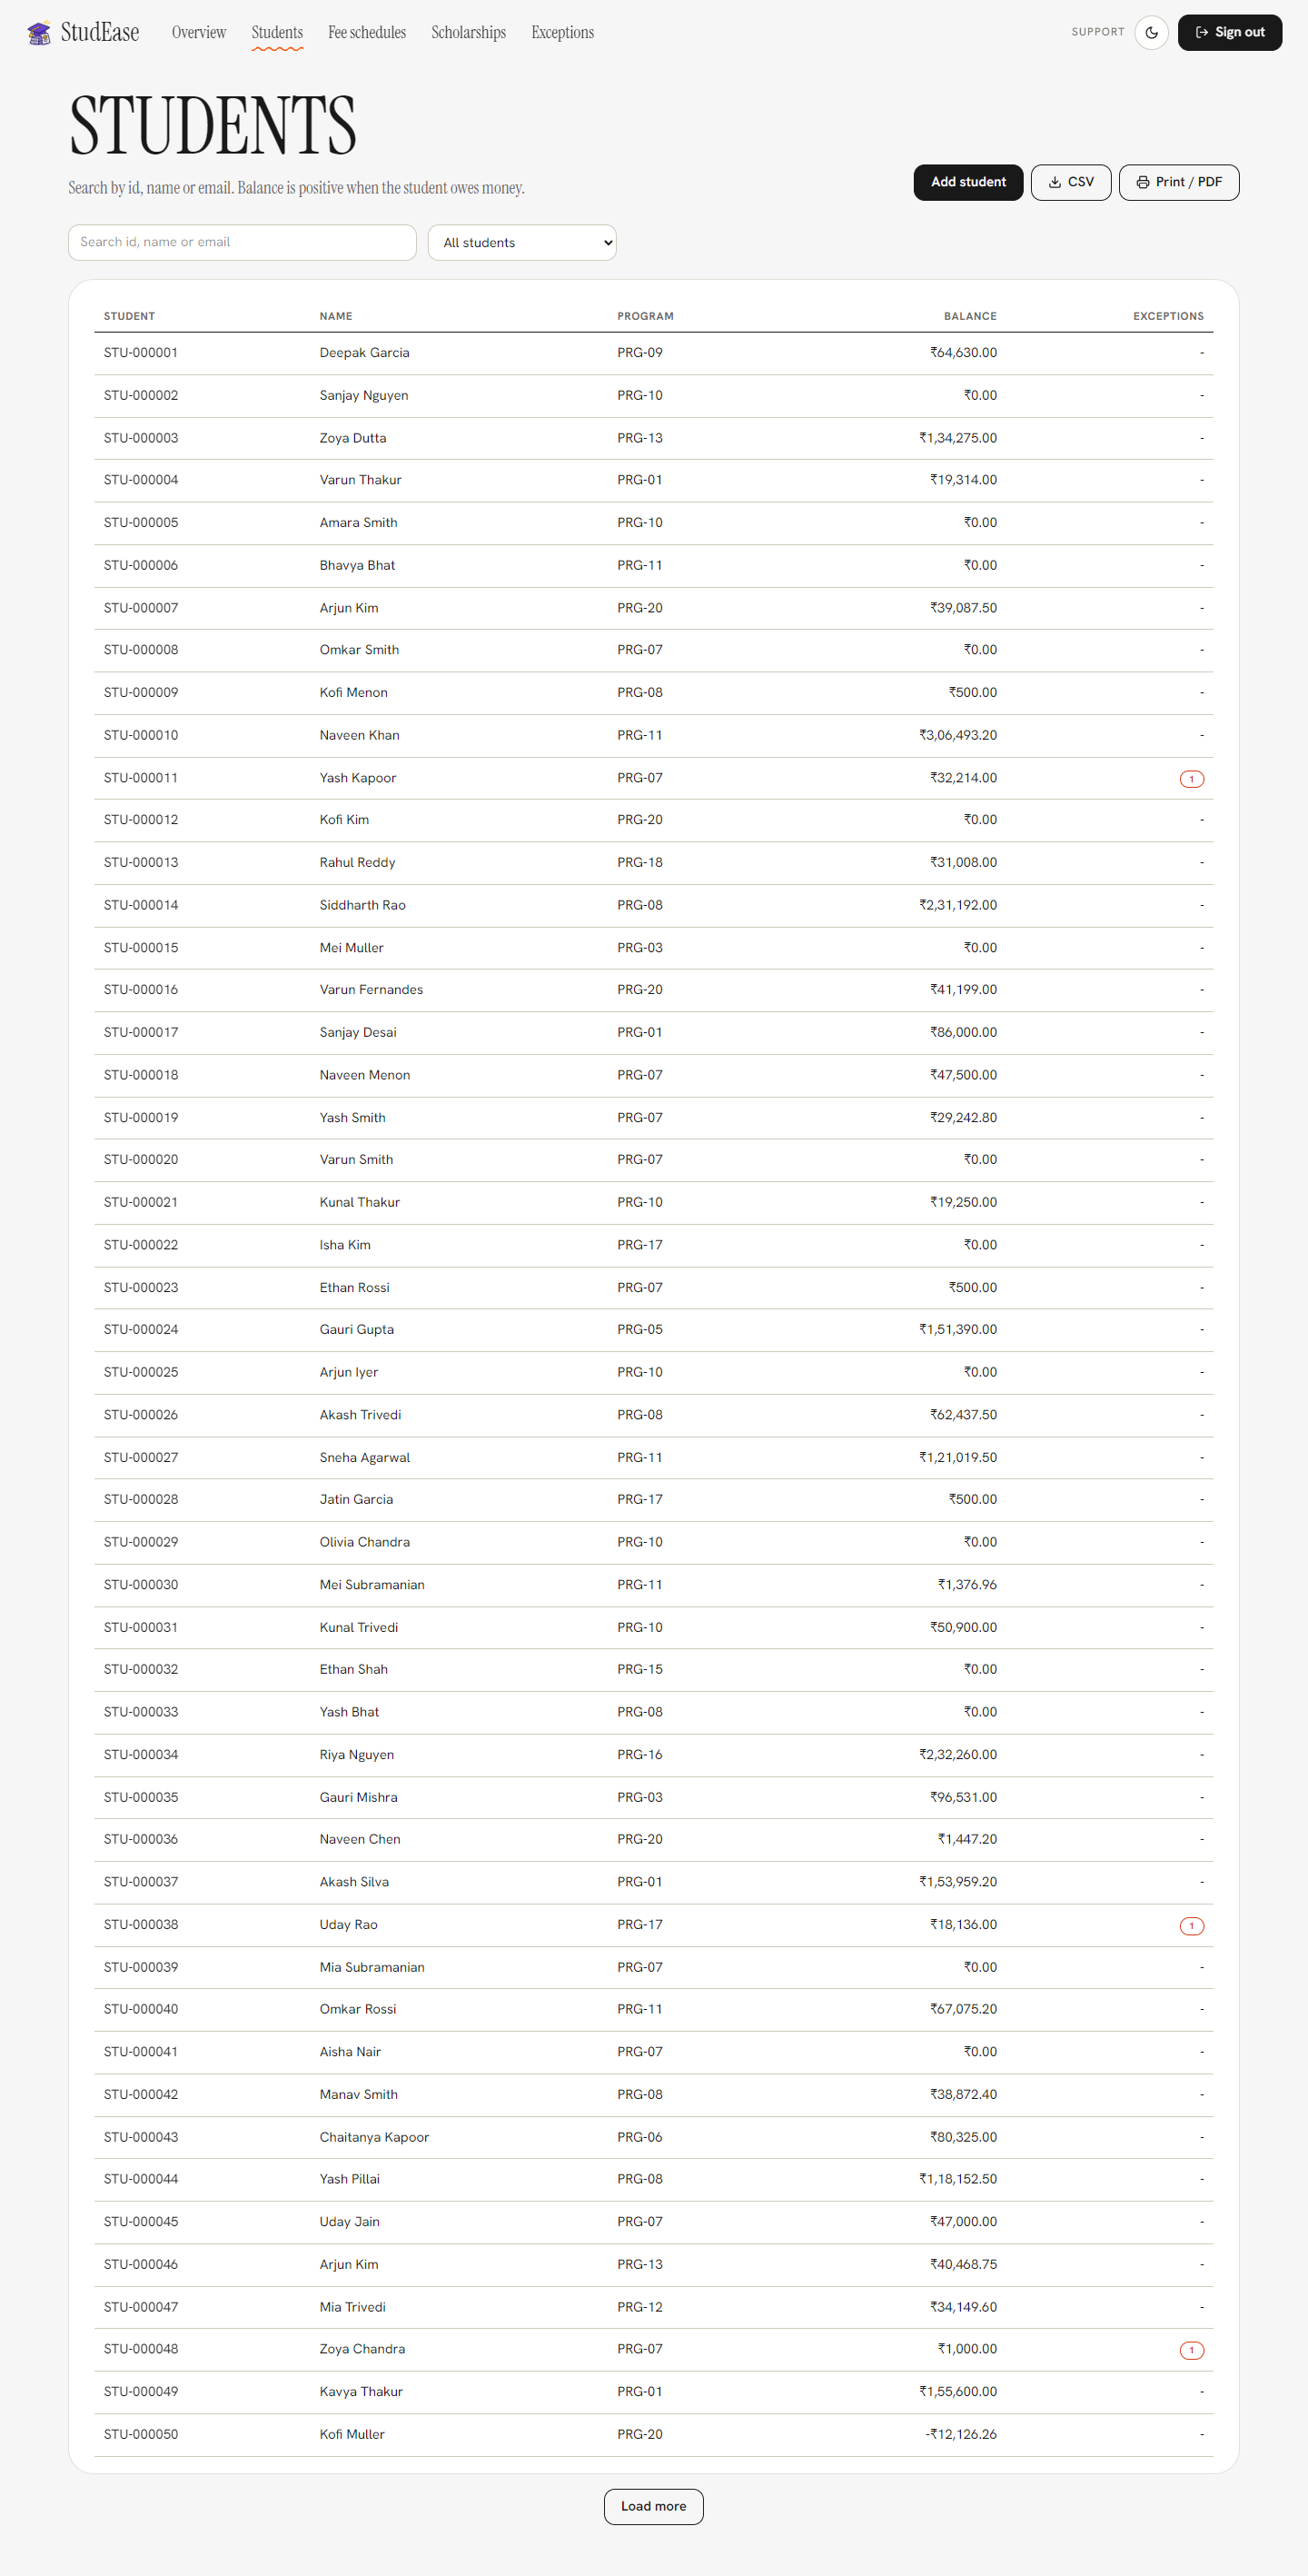 StudEase Overview Students Fee schedules Scholarships Exceptions SUPPORT Sign out
STUDENTS
Search by id, name or email. Balance is positive when the student owes money.
Add student CSV Print / PDF
Search id, name or email All students
STUDENT NAME PROGRAM BALANCE EXCEPTIONS
STU-000001 Deepak Garcia PRG-09 ₹64,630.00 -
STU-000002 Sanjay Nguyen PRG-10 ₹0.00 -
STU-000003 Zoya Dutta PRG-13 ₹1,34,275.00 -
STU-000004 Varun Thakur PRG-01 ₹19,314.00 -
STU-000005 Amara Smith PRG-10 ₹0.00 -
STU-000006 Bhavya Bhat PRG-11 ₹0.00 -
STU-000007 Arjun Kim PRG-20 ₹39,087.50 -
STU-000008 Omkar Smith PRG-07 ₹0.00 -
STU-000009 Kofi Menon PRG-08 ₹500.00 -
STU-000010 Naveen Khan PRG-11 ₹3,06,493.20 -
STU-000011 Yash Kapoor PRG-07 ₹32,214.00 1
STU-000012 Kofi Kim PRG-20 ₹0.00 -
STU-000013 Rahul Reddy PRG-18 ₹31,008.00 -
STU-000014 Siddharth Rao PRG-08 ₹2,31,192.00 -
STU-000015 Mei Muller PRG-03 ₹0.00 -
STU-000016 Varun Fernandes PRG-20 ₹41,199.00 -
STU-000017 Sanjay Desai PRG-01 ₹86,000.00 -
STU-000018 Naveen Menon PRG-07 ₹47,500.00 -
STU-000019 Yash Smith PRG-07 ₹29,242.80 -
STU-000020 Varun Smith PRG-07 ₹0.00 -
STU-000021 Kunal Thakur PRG-10 ₹19,250.00 -
STU-000022 Isha Kim PRG-17 ₹0.00 -
STU-000023 Ethan Rossi PRG-07 ₹500.00 -
STU-000024 Gauri Gupta PRG-05 ₹1,51,390.00 -
STU-000025 Arjun Iyer PRG-10 ₹0.00 -
STU-000026 Akash Trivedi PRG-08 ₹62,437.50 -
STU-000027 Sneha Agarwal PRG-11 ₹1,21,019.50 -
STU-000028 Jatin Garcia PRG-17 ₹500.00 -
STU-000029 Olivia Chandra PRG-10 ₹0.00 -
STU-000030 Mei Subramanian PRG-11 ₹1,376.96 -
STU-000031 Kunal Trivedi PRG-10 ₹50,900.00 -
STU-000032 Ethan Shah PRG-15 ₹0.00 -
STU-000033 Yash Bhat PRG-08 ₹0.00 -
STU-000034 Riya Nguyen PRG-16 ₹2,32,260.00 -
STU-000035 Gauri Mishra PRG-03 ₹96,531.00 -
STU-000036 Naveen Chen PRG-20 ₹1,447.20 -
STU-000037 Akash Silva PRG-01 ₹1,53,959.20 -
STU-000038 Uday Rao PRG-17 ₹18,136.00 1
STU-000039 Mia Subramanian PRG-07 ₹0.00 -
STU-000040 Omkar Rossi PRG-11 ₹67,075.20 -
STU-000041 Aisha Nair PRG-07 ₹0.00 -
STU-000042 Manav Smith PRG-08 ₹38,872.40 -
STU-000043 Chaitanya Kapoor PRG-06 ₹80,325.00 -
STU-000044 Yash Pillai PRG-08 ₹1,18,152.50 -
STU-000045 Uday Jain PRG-07 ₹47,000.00 -
STU-000046 Arjun Kim PRG-13 ₹40,468.75 -
STU-000047 Mia Trivedi PRG-12 ₹34,149.60 -
STU-000048 Zoya Chandra PRG-07 ₹1,000.00 1
STU-000049 Kavya Thakur PRG-01 ₹1,55,600.00 -
STU-000050 Kofi Muller PRG-20 -₹12,126.26 -
Load more